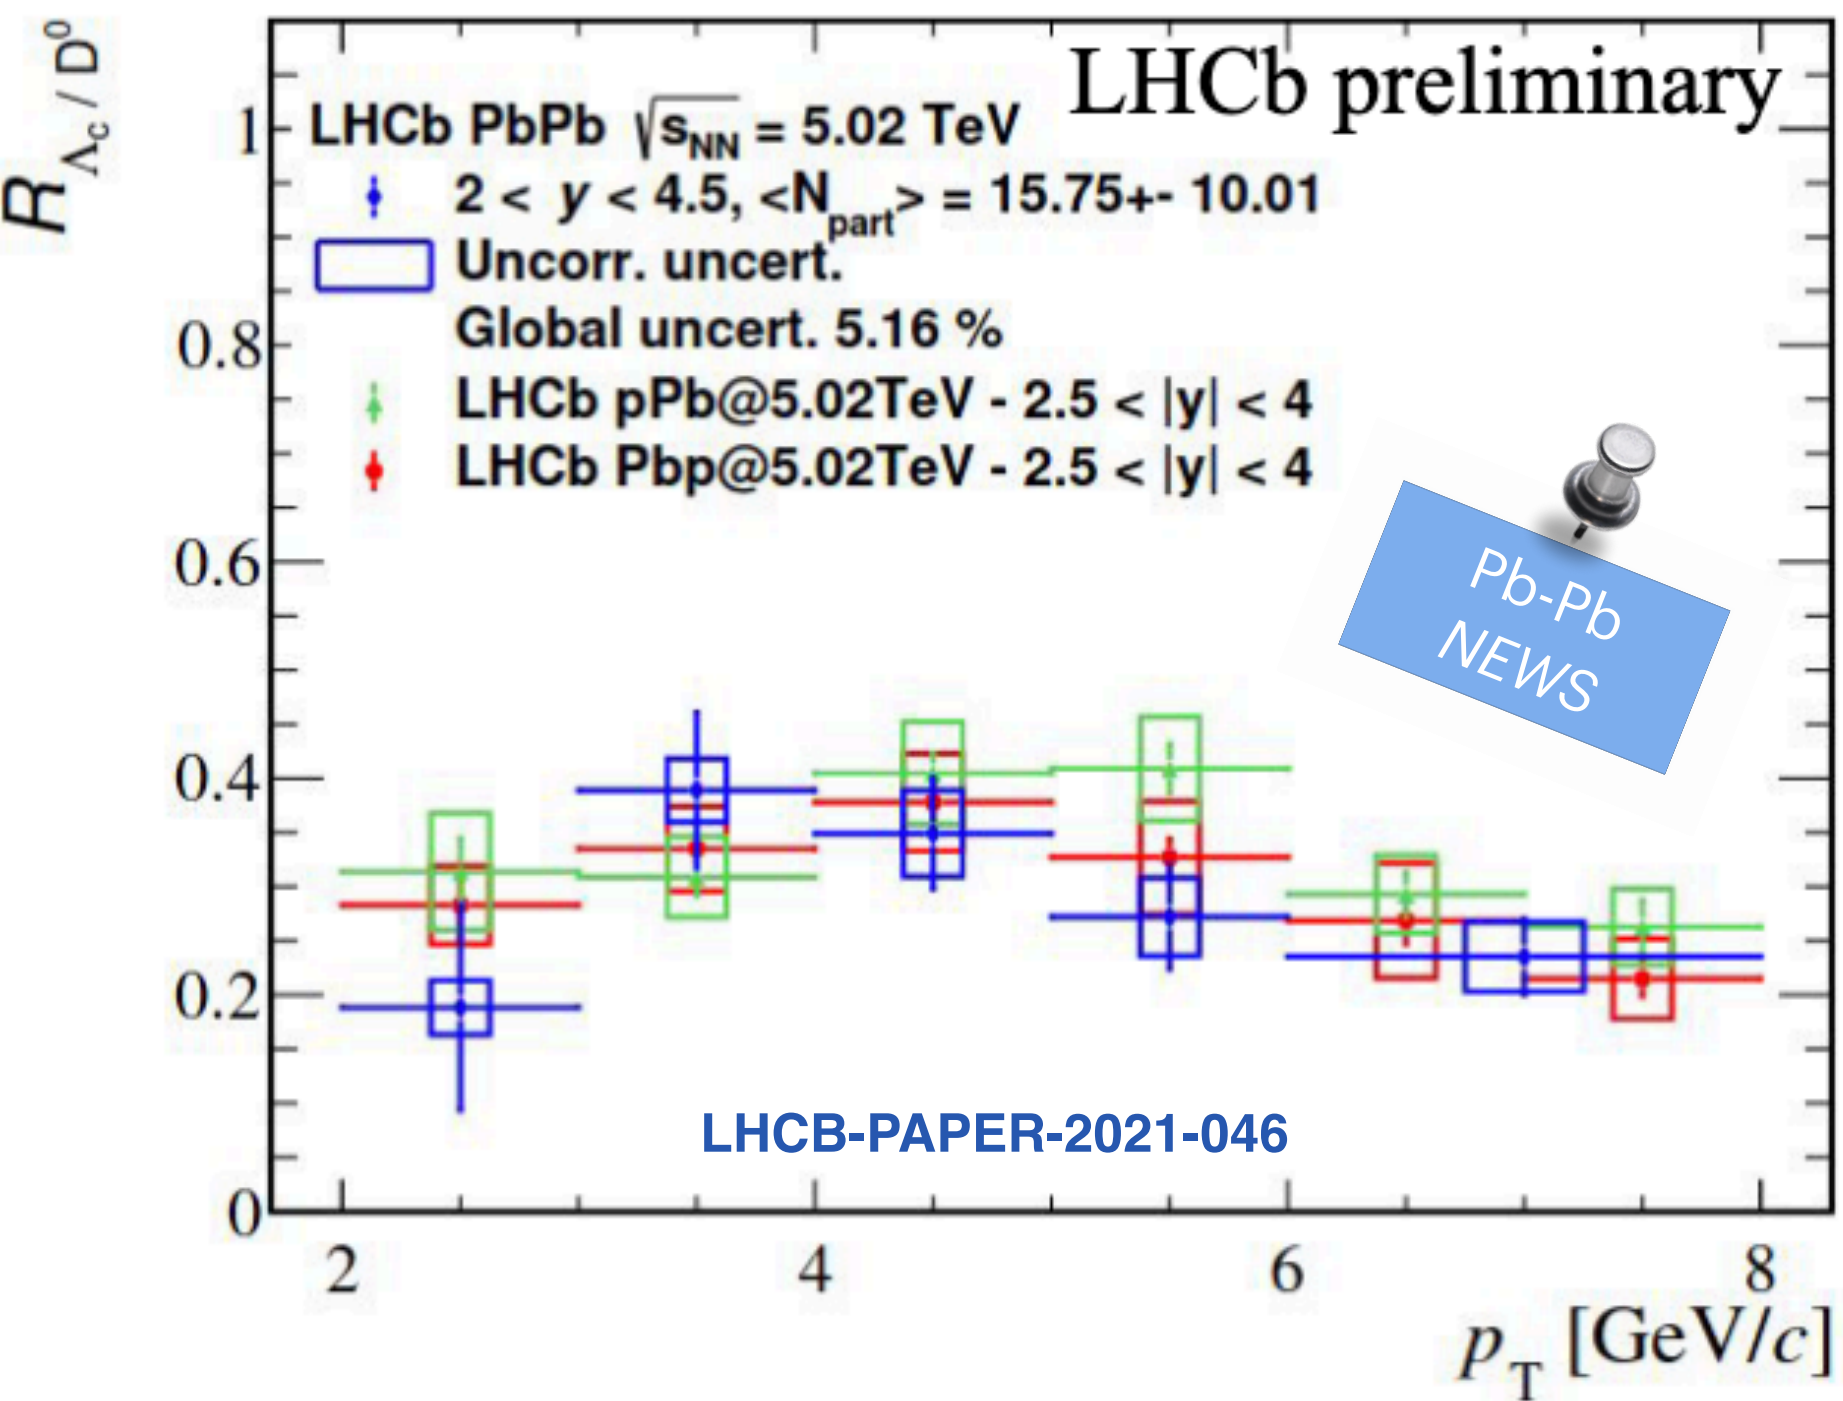 R Λc / D⁰
LHCb preliminary
LHCb PbPb √sNN = 5.02 TeV
2 < y < 4.5, <Npart> = 15.75+- 10.01
Uncorr. uncert.
Global uncert. 5.16 %
LHCb pPb@5.02TeV - 2.5 < |y| < 4
LHCb Pbp@5.02TeV - 2.5 < |y| < 4
1
0.8
0.6
0.4
0.2
0
Pb-Pb
NEWS
LHCB-PAPER-2021-046
2 4 6 8
pT [GeV/c]